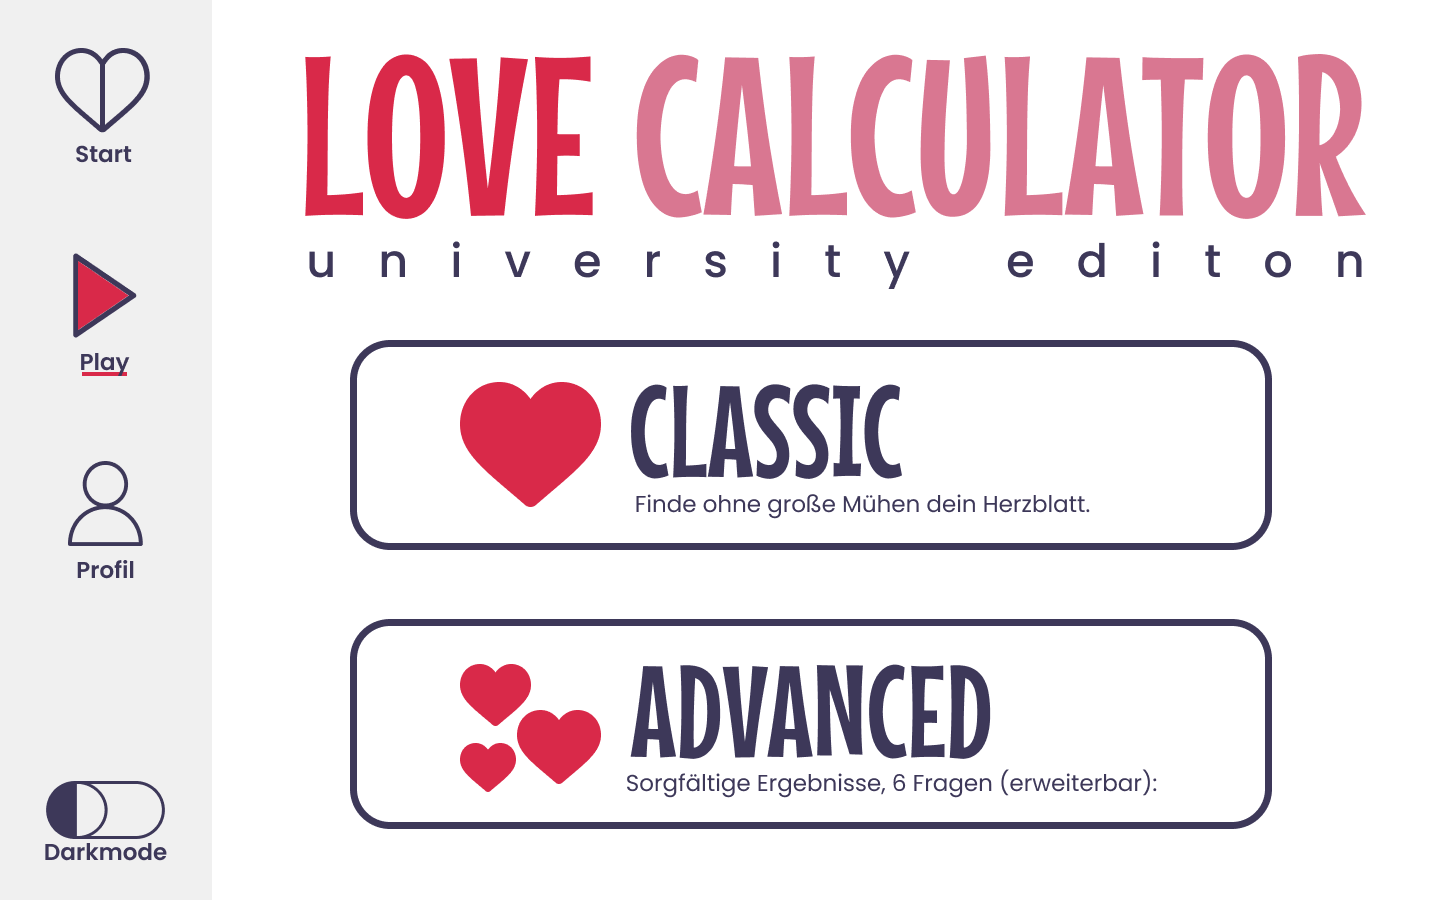 Start
Play
Profil
Darkmode
LOVE CALCULATOR
university editon
CLASSIC
Finde ohne große Mühen dein Herzblatt.
ADVANCED
Sorgfältige Ergebnisse, 6 Fragen (erweiterbar):